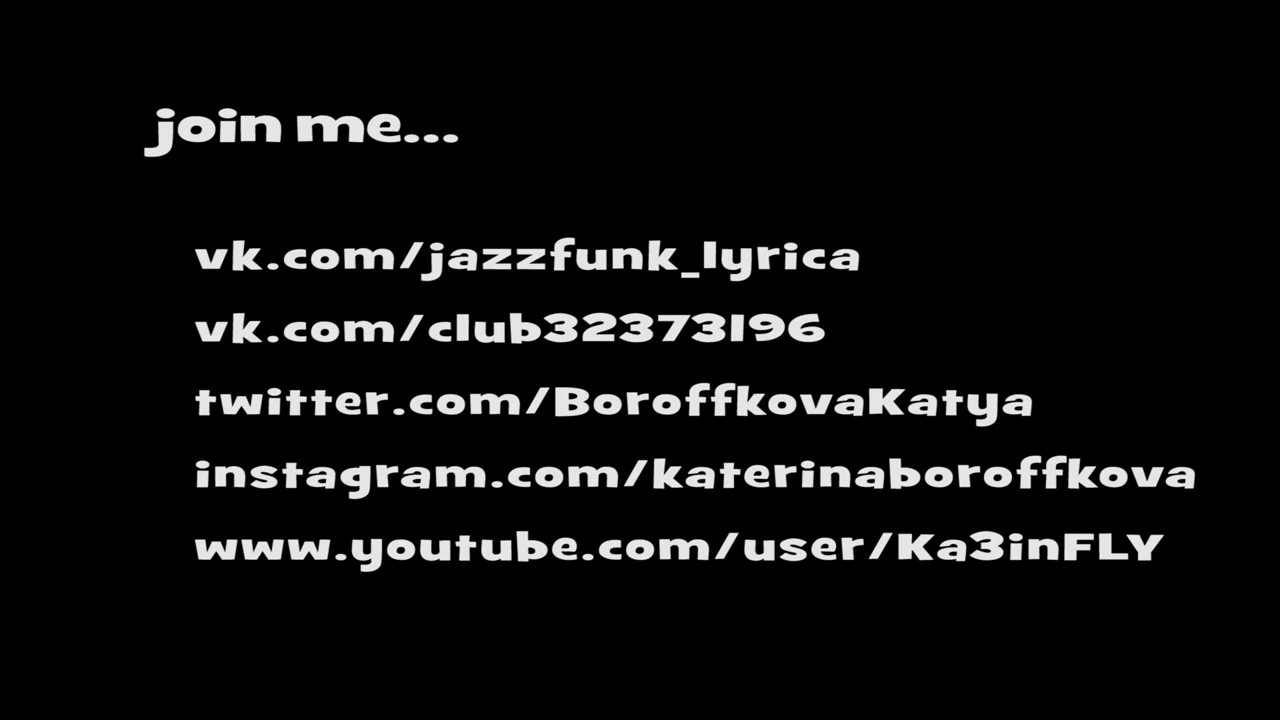 join me...
vk.com/jazzfunk_lyrica
vk.com/club32373196
twitter.com/BoroffkovaKatya
instagram.com/katerinaboroffkova
www.youtube.com/user/Ka3inFLY